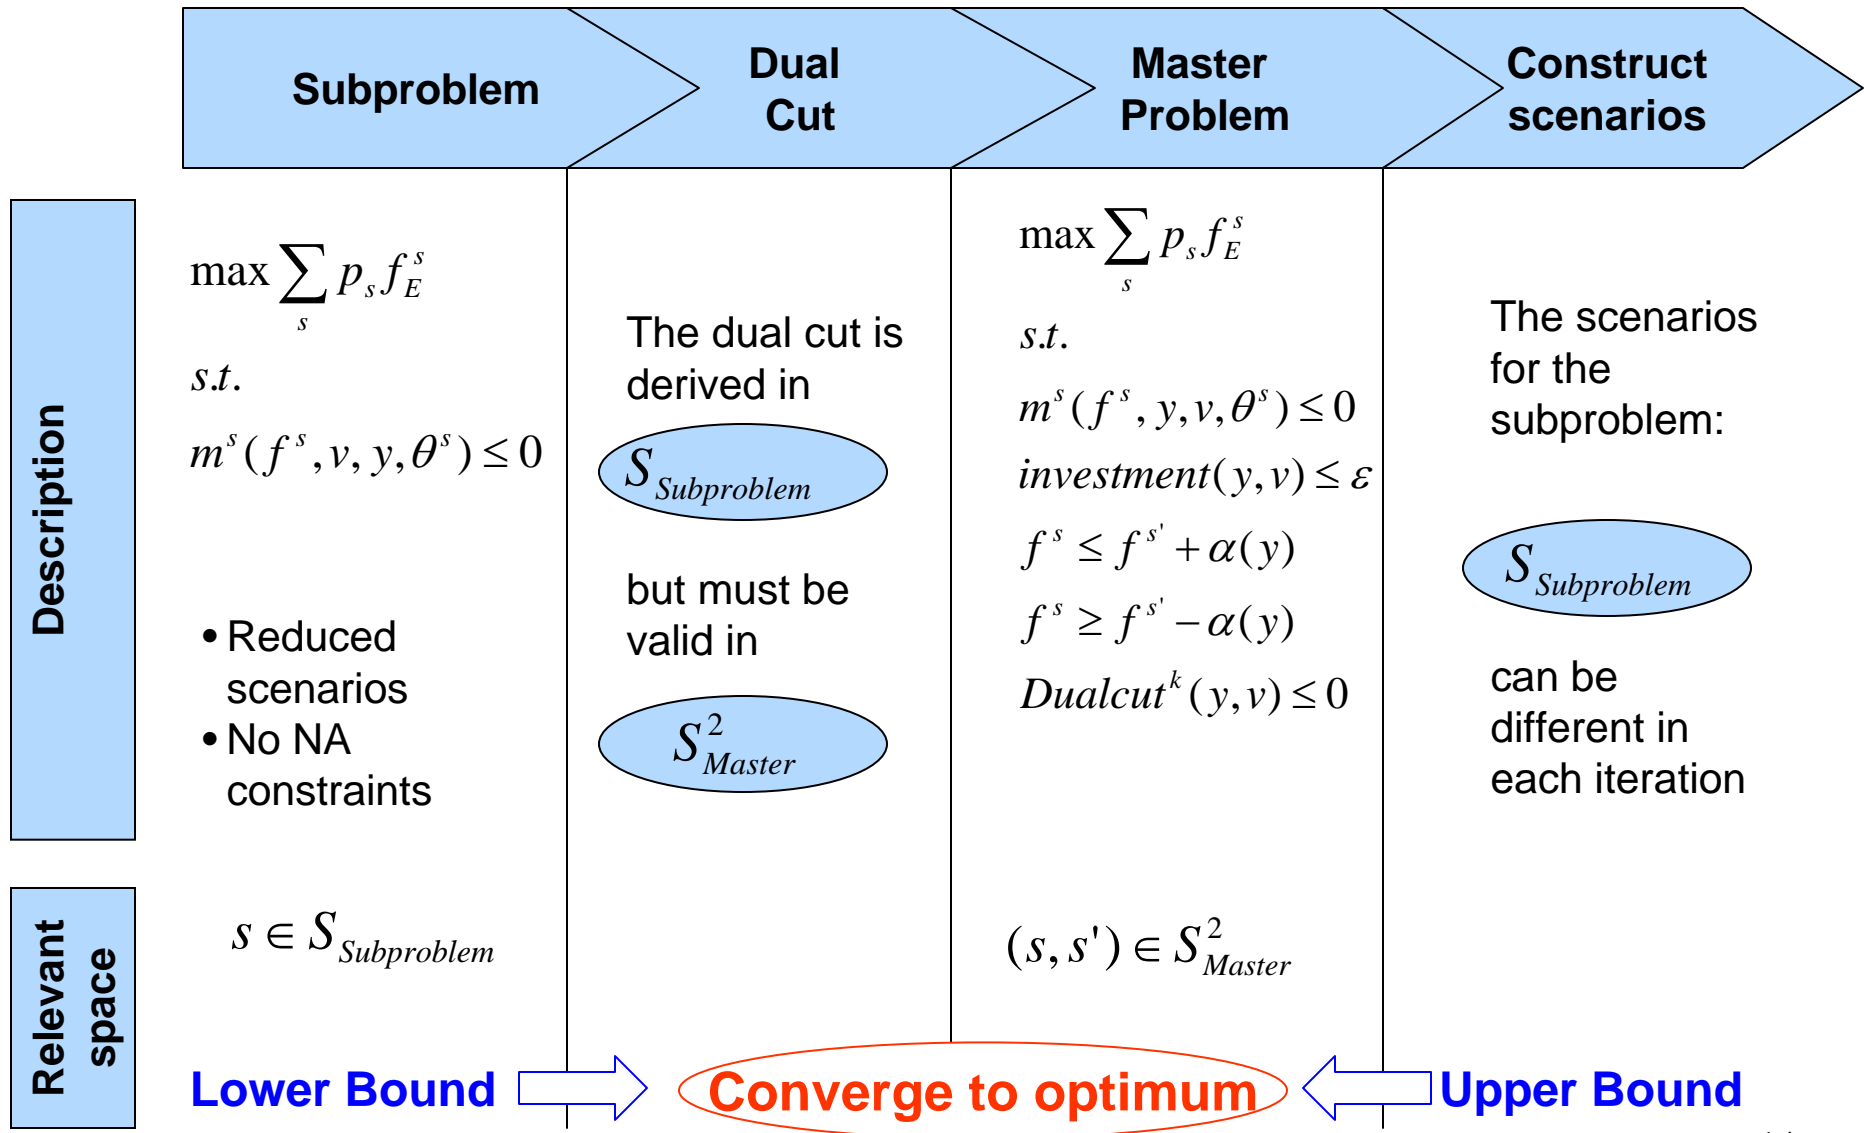 Subproblem
Dual
Cut
Master
Problem
Construct
scenarios
Description
max ∑_s p_s f_E^s
s.t.
m^s(f^s, v, y, θ^s) ≤ 0
• Reduced
scenarios
• No NA
constraints
The dual cut is
derived in
S_Subproblem
but must be
valid in
S_Master^2
max ∑_s p_s f_E^s
s.t.
m^s(f^s, y, v, θ^s) ≤ 0
investment(y, v) ≤ ε
f^s ≤ f^s' + α(y)
f^s ≥ f^s' − α(y)
Dualcut^k(y, v) ≤ 0
The scenarios
for the
subproblem:
S_Subproblem
can be
different in
each iteration
Relevant
space
s ∈ S_Subproblem
(s, s') ∈ S_Master^2
Lower Bound
Converge to optimum
Upper Bound